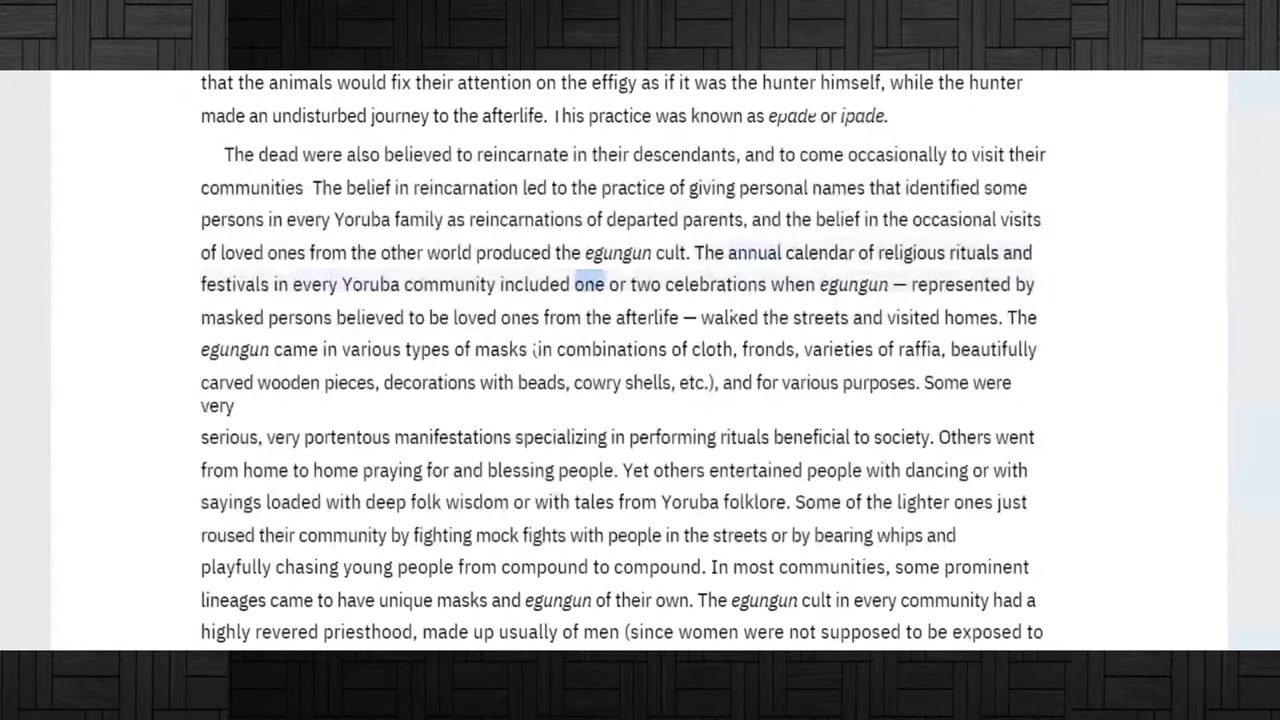 that the animals would fix their attention on the effigy as if it was the hunter himself, while the hunter
made an undisturbed journey to the afterlife. This practice was known as epade or ipade.
The dead were also believed to reincarnate in their descendants, and to come occasionally to visit their
communities The belief in reincarnation led to the practice of giving personal names that identified some
persons in every Yoruba family as reincarnations of departed parents, and the belief in the occasional visits
of loved ones from the other world produced the egungun cult. The annual calendar of religious rituals and
festivals in every Yoruba community included one or two celebrations when egungun — represented by
masked persons believed to be loved ones from the afterlife — walked the streets and visited homes. The
egungun came in various types of masks (in combinations of cloth, fronds, varieties of raffia, beautifully
carved wooden pieces, decorations with beads, cowry shells, etc.), and for various purposes. Some were
very
serious, very portentous manifestations specializing in performing rituals beneficial to society. Others went
from home to home praying for and blessing people. Yet others entertained people with dancing or with
sayings loaded with deep folk wisdom or with tales from Yoruba folklore. Some of the lighter ones just
roused their community by fighting mock fights with people in the streets or by bearing whips and
playfully chasing young people from compound to compound. In most communities, some prominent
lineages came to have unique masks and egungun of their own. The egungun cult in every community had a
highly revered priesthood, made up usually of men (since women were not supposed to be exposed to